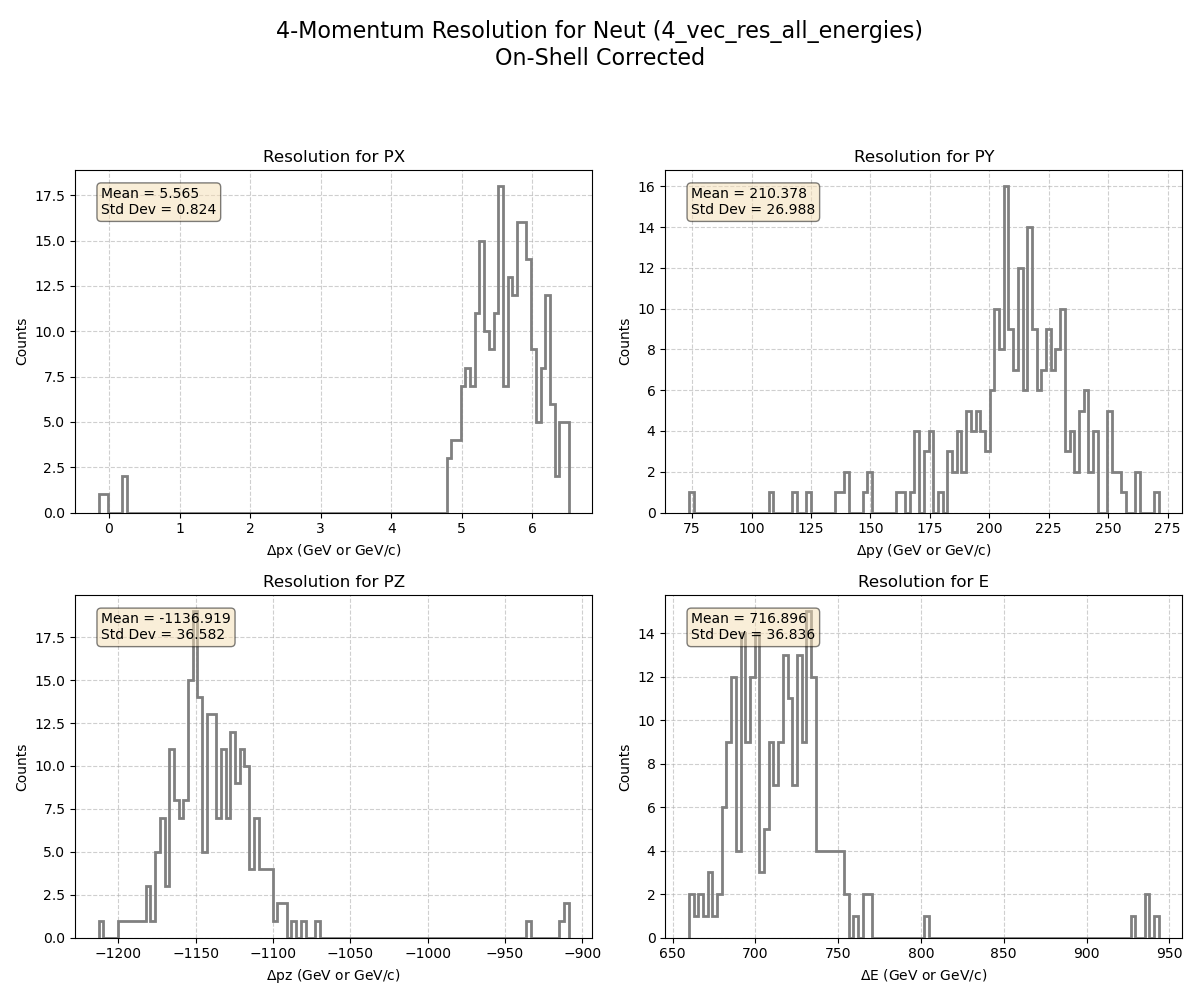 4-Momentum Resolution for Neut (4_vec_res_all_energies)
On-Shell Corrected
Resolution for PX
Mean = 5.565
Std Dev = 0.824
17.5
15.0
12.5
10.0
7.5
5.0
2.5
0.0
Counts
0 1 2 3 4 5 6
Δpx (GeV or GeV/c)
Resolution for PY
Mean = 210.378
Std Dev = 26.988
16
14
12
10
8
6
4
2
0
Counts
75 100 125 150 175 200 225 250 275
Δpy (GeV or GeV/c)
Resolution for PZ
Mean = -1136.919
Std Dev = 36.582
17.5
15.0
12.5
10.0
7.5
5.0
2.5
0.0
Counts
−1200 −1150 −1100 −1050 −1000 −950 −900
Δpz (GeV or GeV/c)
Resolution for E
Mean = 716.896
Std Dev = 36.836
14
12
10
8
6
4
2
0
Counts
650 700 750 800 850 900 950
ΔE (GeV or GeV/c)